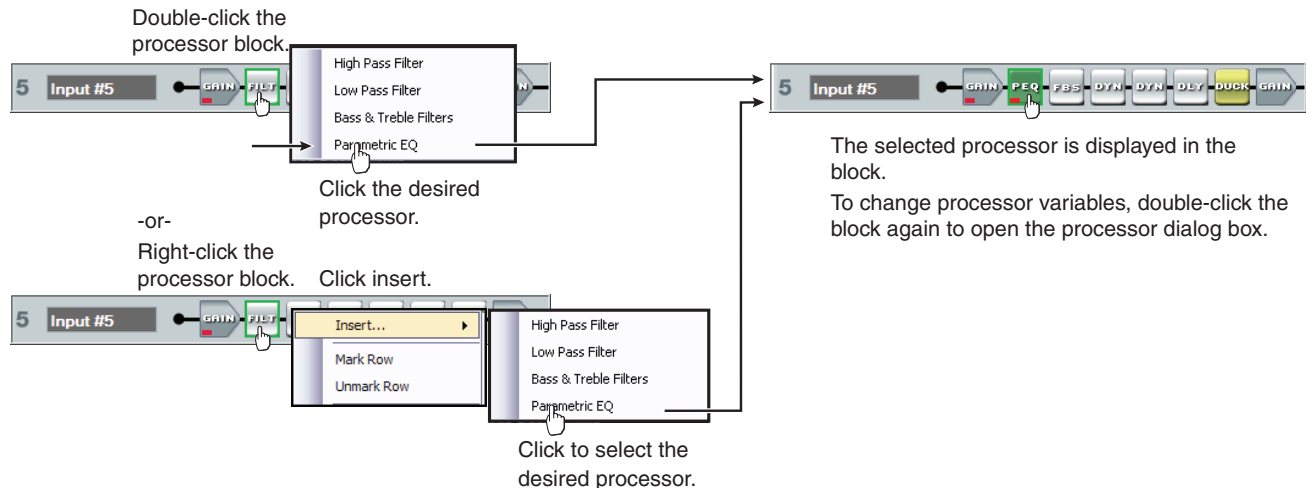 Double-click the
processor block.
5 Input #5 GAIN FILT N
High Pass Filter
Low Pass Filter
Bass & Treble Filters
Parametric EQ
Click the desired
processor.
-or-
Right-click the
processor block. Click insert.
5 Input #5 GAIN FILT
Insert...
Mark Row
Unmark Row
High Pass Filter
Low Pass Filter
Bass & Treble Filters
Parametric EQ
Click to select the
desired processor.
5 Input #5 GAIN PEQ FBS DYN DYN DLY DUCK GAIN
The selected processor is displayed in the
block.
To change processor variables, double-click the
block again to open the processor dialog box.